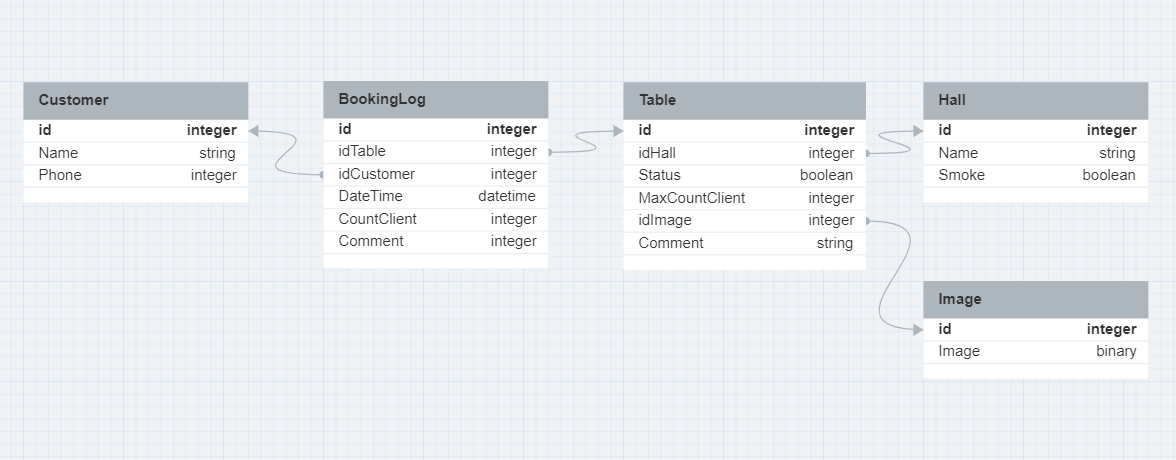 Customer
id integer
Name string
Phone integer
BookingLog
id integer
idTable integer
idCustomer integer
DateTime datetime
CountClient integer
Comment integer
Table
id integer
idHall integer
Status boolean
MaxCountClient integer
idImage integer
Comment string
Hall
id integer
Name string
Smoke boolean
Image
id integer
Image binary